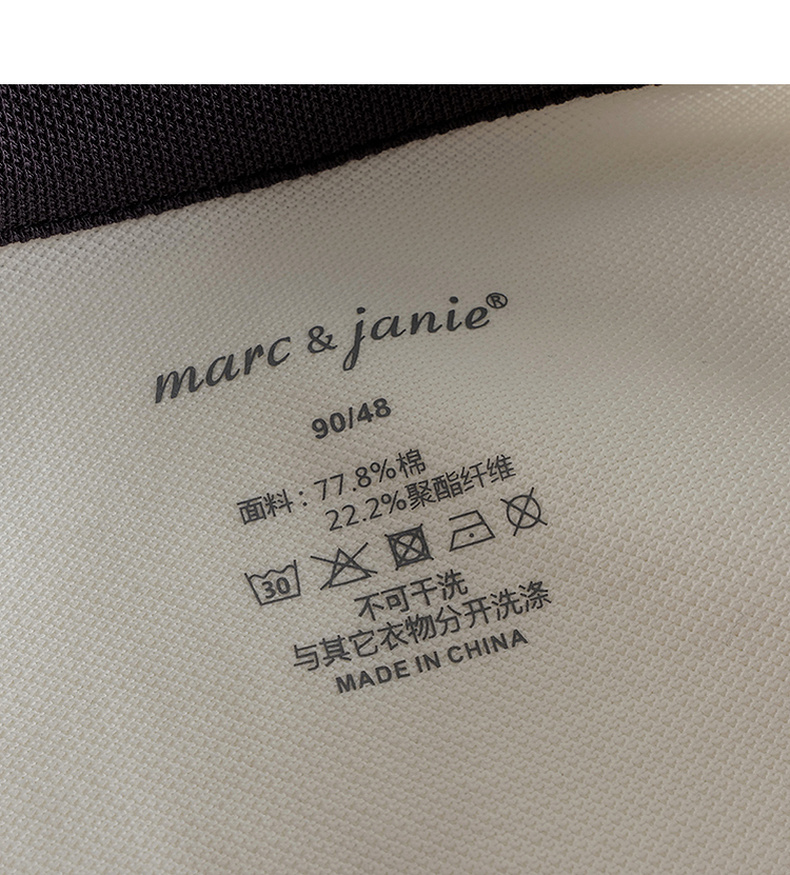 marc & janie®
90/48
面料：77.8%棉
22.2%聚酯纤维
30
不可干洗
与其它衣物分开洗涤
MADE IN CHINA